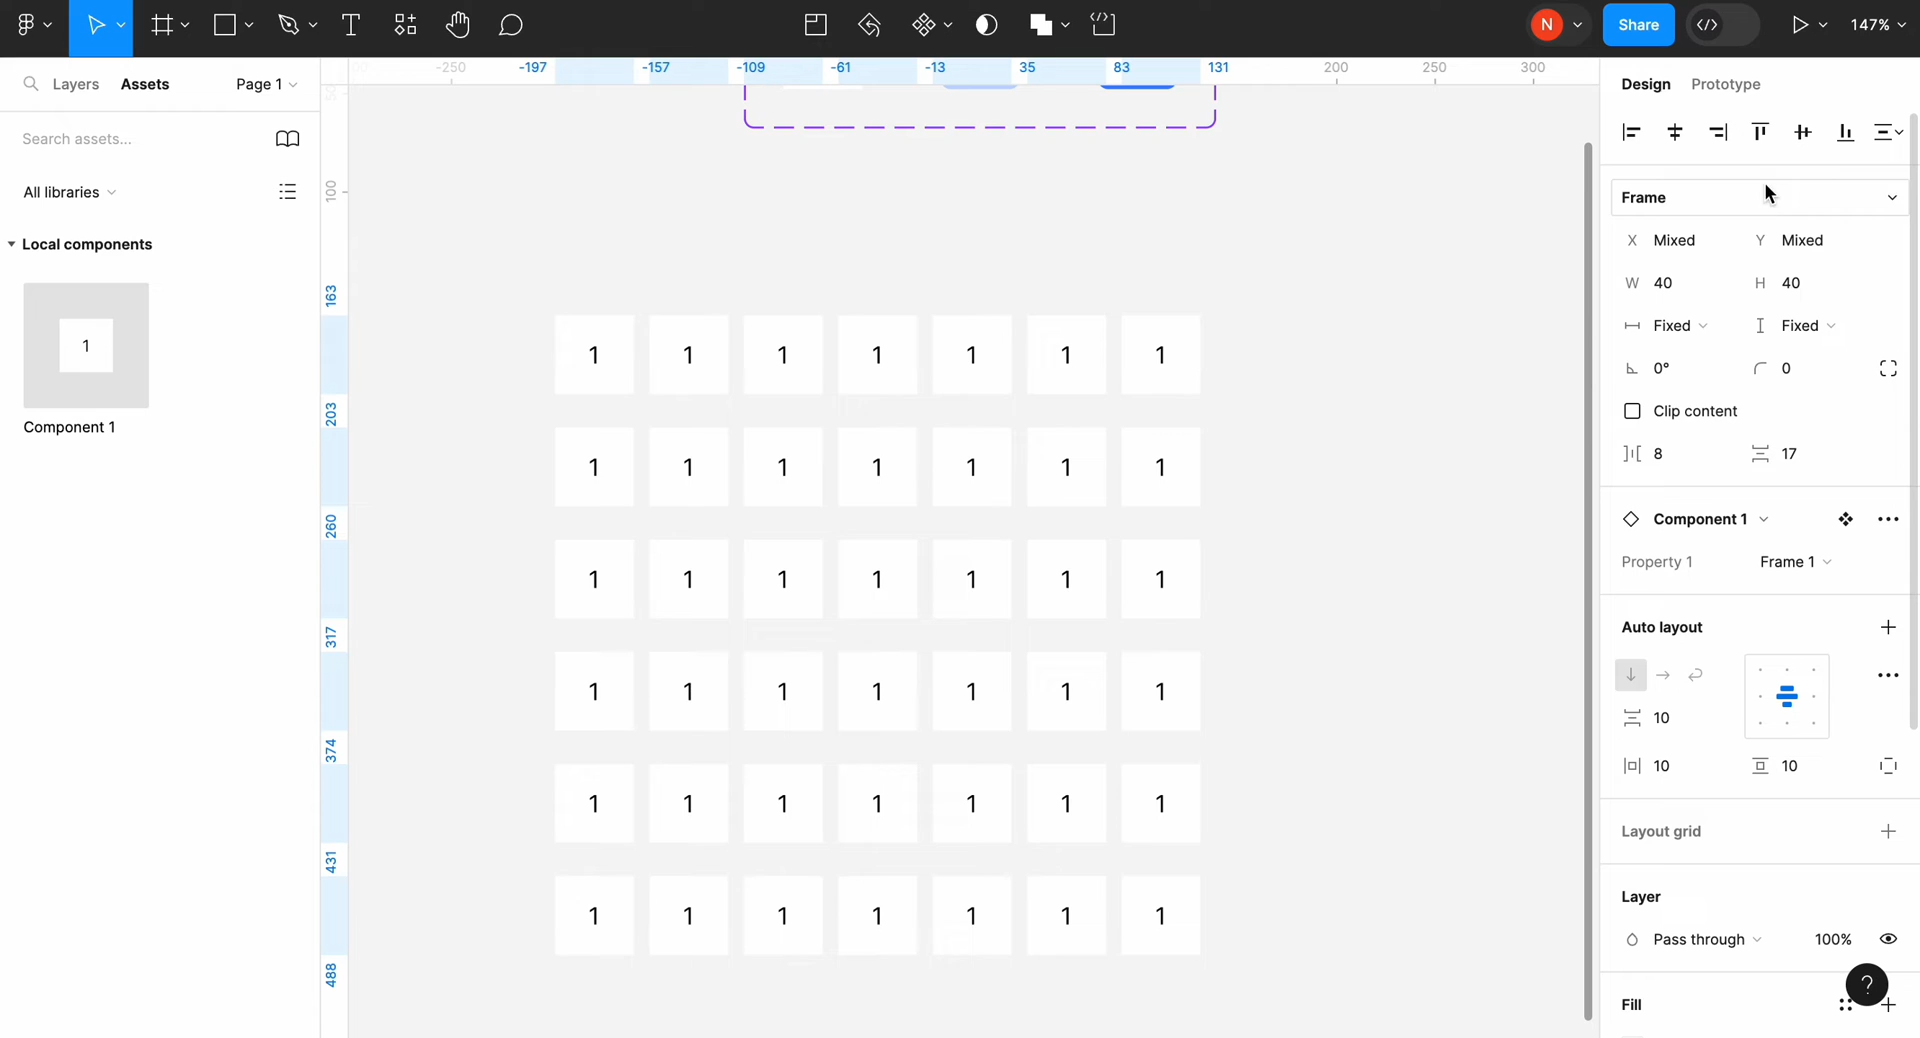 N Share 147%
Layers Assets Page 1
-250 -197 -157 -109 -61 -13 35 83 131 200 250 300
Design Prototype
Search assets...
All libraries
Local components
1
Component 1
100
163
203
260
317
374
431
488
1 1 1 1 1 1 1
1 1 1 1 1 1 1
1 1 1 1 1 1 1
1 1 1 1 1 1 1
1 1 1 1 1 1 1
1 1 1 1 1 1 1
Frame
X Mixed Y Mixed
W 40 H 40
Fixed Fixed
0° 0
Clip content
8 17
Component 1
Property 1 Frame 1
Auto layout
10
10 10
Layout grid
Layer
Pass through 100%
?
Fill